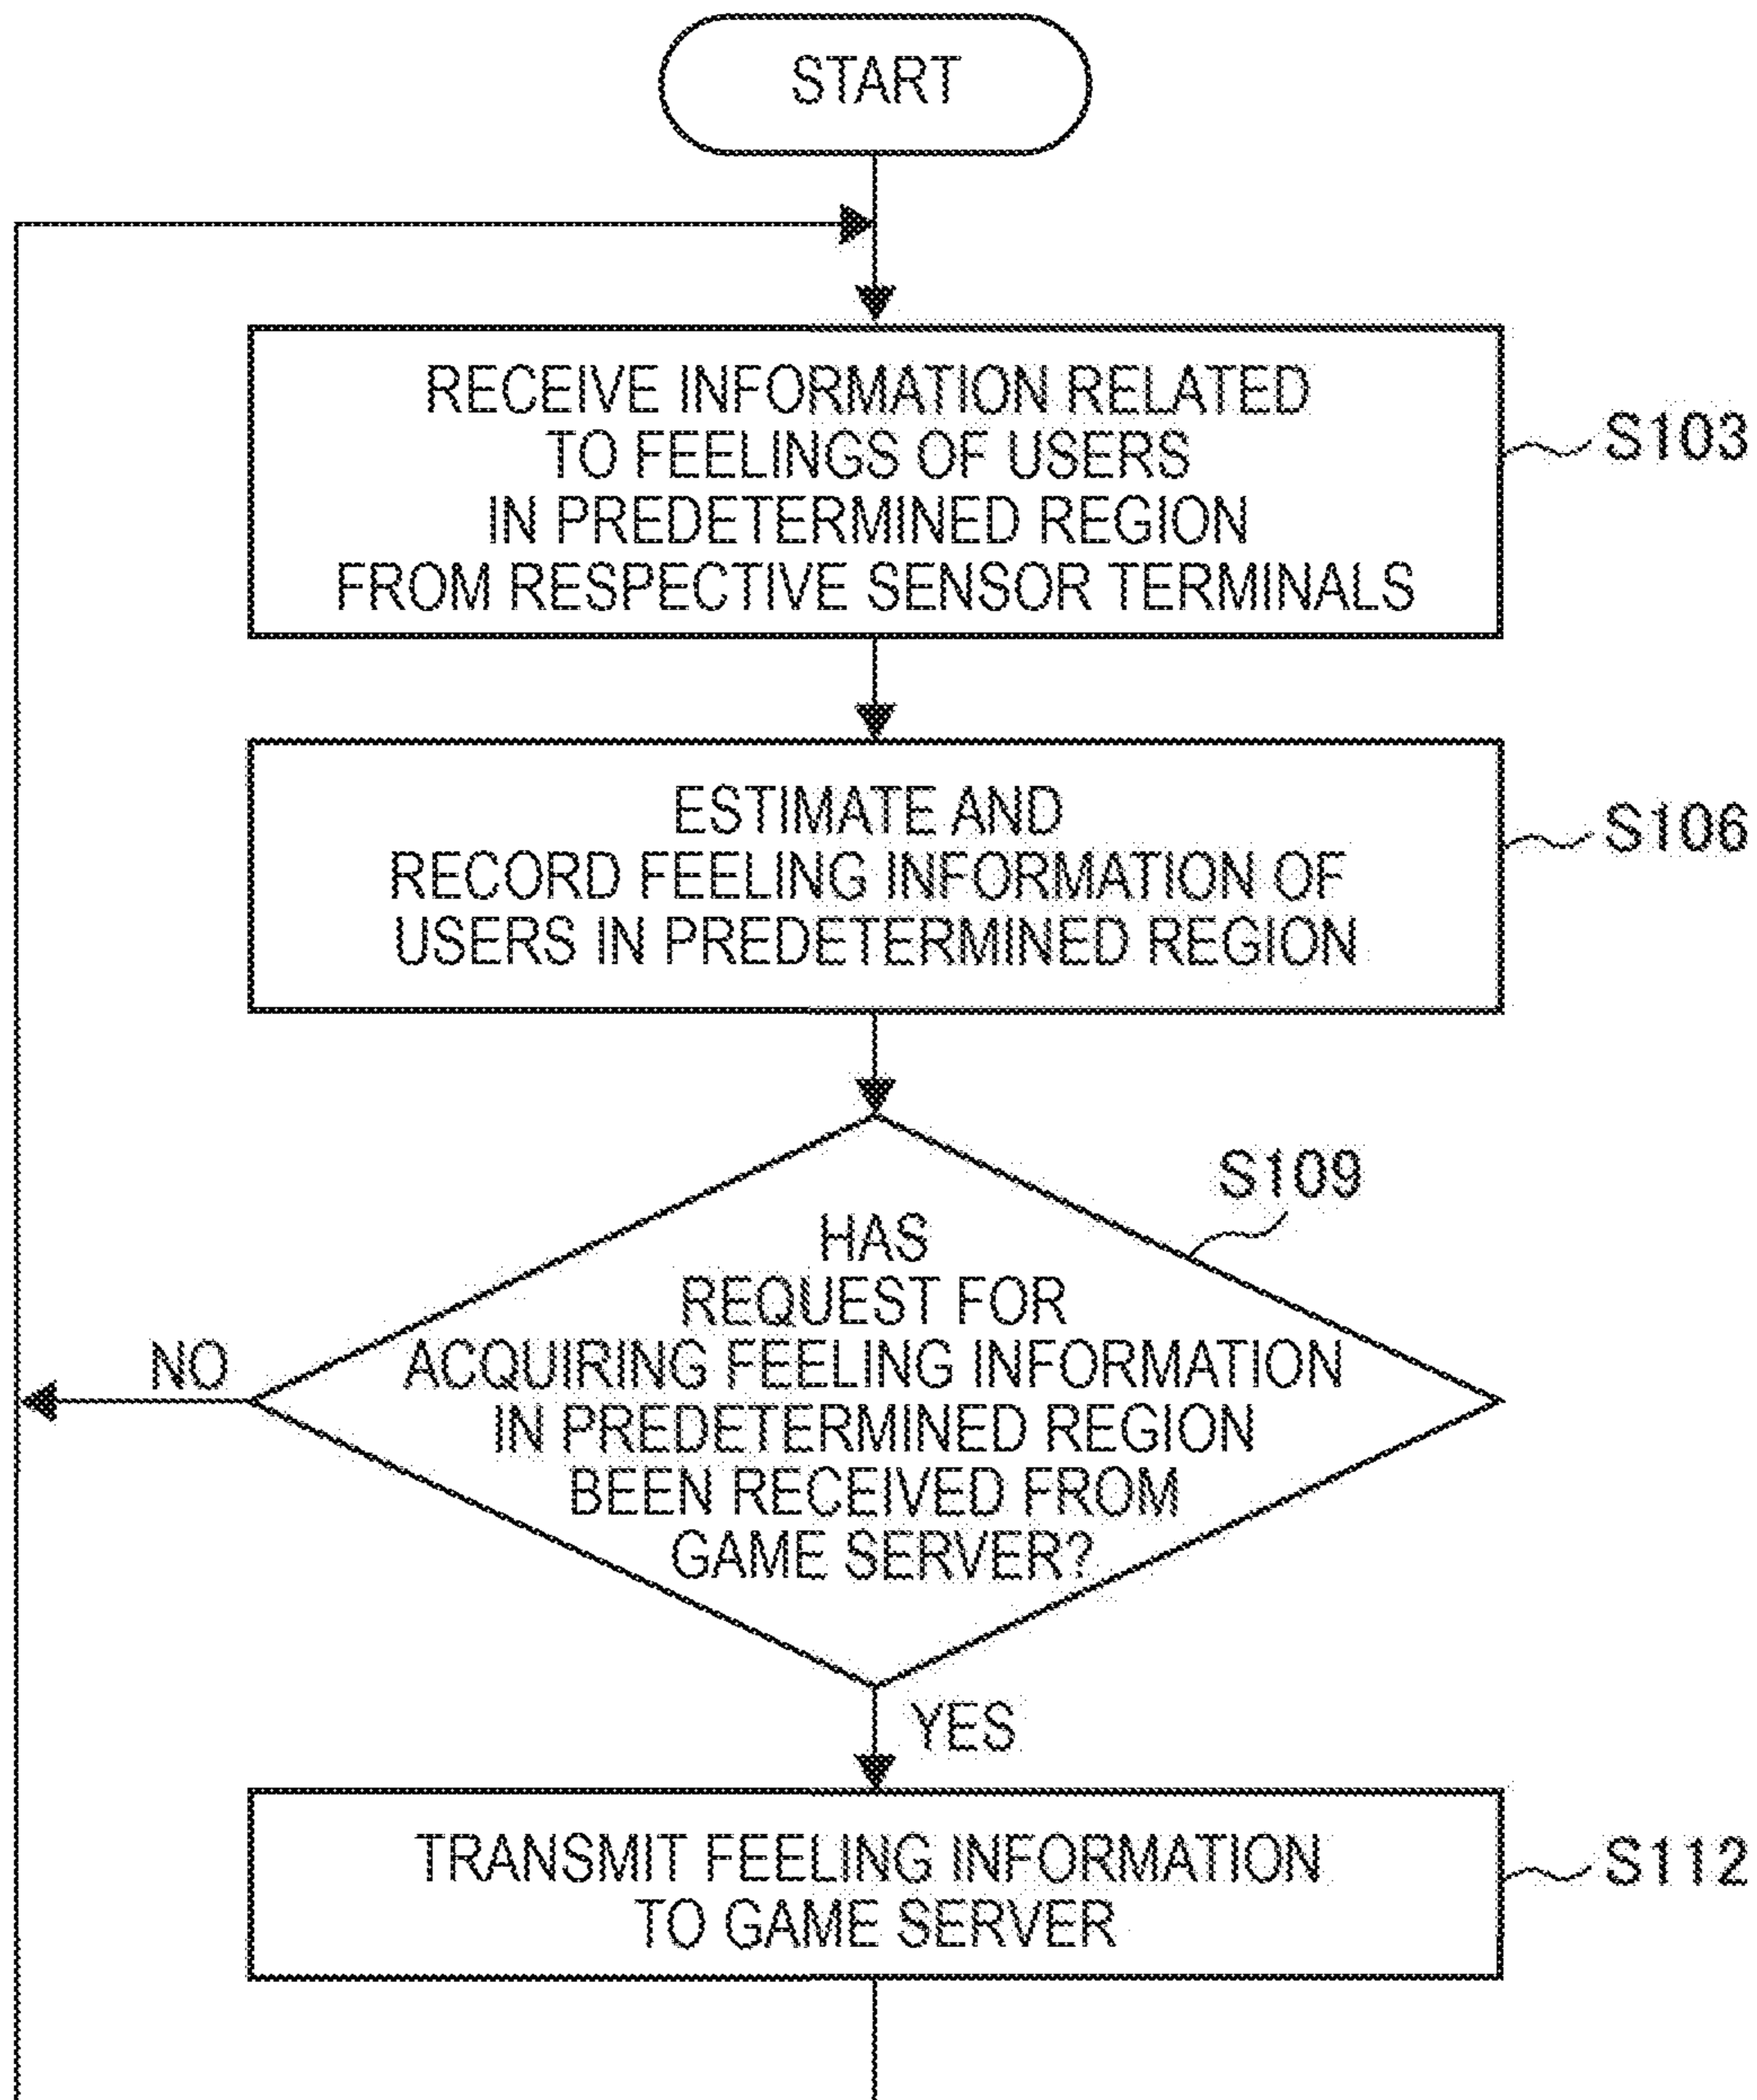 START
RECEIVE INFORMATION RELATED
TO FEELINGS OF USERS
IN PREDETERMINED REGION
FROM RESPECTIVE SENSOR TERMINALS
S103
ESTIMATE AND
RECORD FEELING INFORMATION OF
USERS IN PREDETERMINED REGION
S106
S109
HAS
REQUEST FOR
ACQUIRING FEELING INFORMATION
IN PREDETERMINED REGION
BEEN RECEIVED FROM
GAME SERVER?
NO
YES
TRANSMIT FEELING INFORMATION
TO GAME SERVER
S112